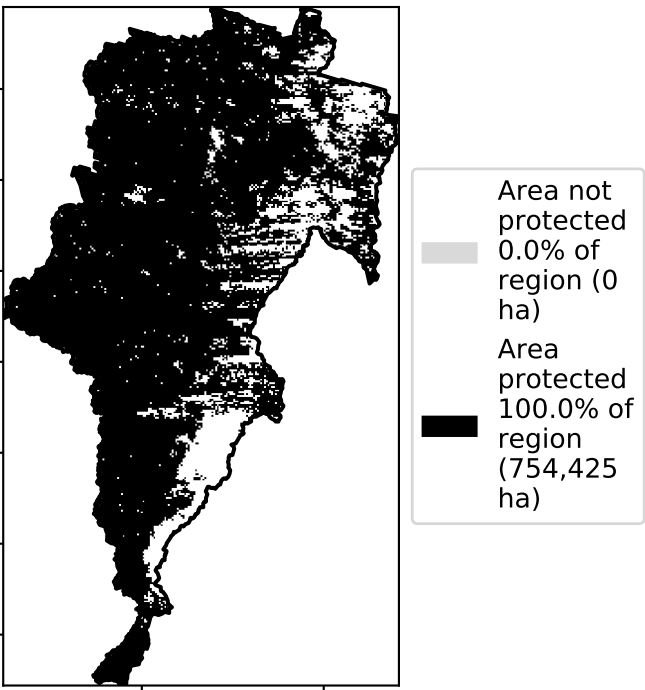 Area not
protected
0.0% of
region (0
ha)
Area
protected
100.0% of
region
(754,425
ha)